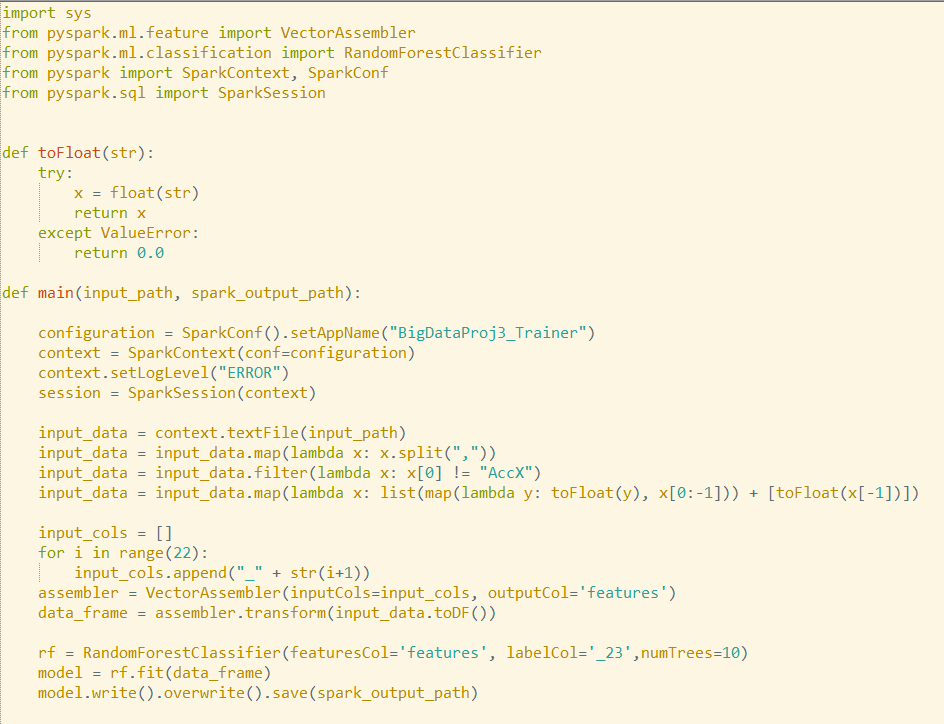 import sys
from pyspark.ml.feature import VectorAssembler
from pyspark.ml.classification import RandomForestClassifier
from pyspark import SparkContext, SparkConf
from pyspark.sql import SparkSession
def toFloat(str):
    try:
        x = float(str)
        return x
    except ValueError:
        return 0.0
def main(input_path, spark_output_path):
    configuration = SparkConf().setAppName("BigDataProj3_Trainer")
    context = SparkContext(conf=configuration)
    context.setLogLevel("ERROR")
    session = SparkSession(context)
    input_data = context.textFile(input_path)
    input_data = input_data.map(lambda x: x.split(","))
    input_data = input_data.filter(lambda x: x[0] != "AccX")
    input_data = input_data.map(lambda x: list(map(lambda y: toFloat(y), x[0:-1])) + [toFloat(x[-1])])
    input_cols = []
    for i in range(22):
        input_cols.append("_" + str(i+1))
    assembler = VectorAssembler(inputCols=input_cols, outputCol='features')
    data_frame = assembler.transform(input_data.toDF())
    rf = RandomForestClassifier(featuresCol='features', labelCol='_23',numTrees=10)
    model = rf.fit(data_frame)
    model.write().overwrite().save(spark_output_path)